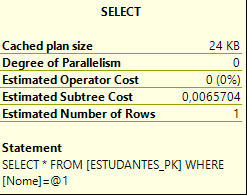 SELECT
Cached plan size 24 KB
Degree of Parallelism 0
Estimated Operator Cost 0 (0%)
Estimated Subtree Cost 0,0065704
Estimated Number of Rows 1
Statement
SELECT * FROM [ESTUDANTES_PK] WHERE
[Nome]=@1